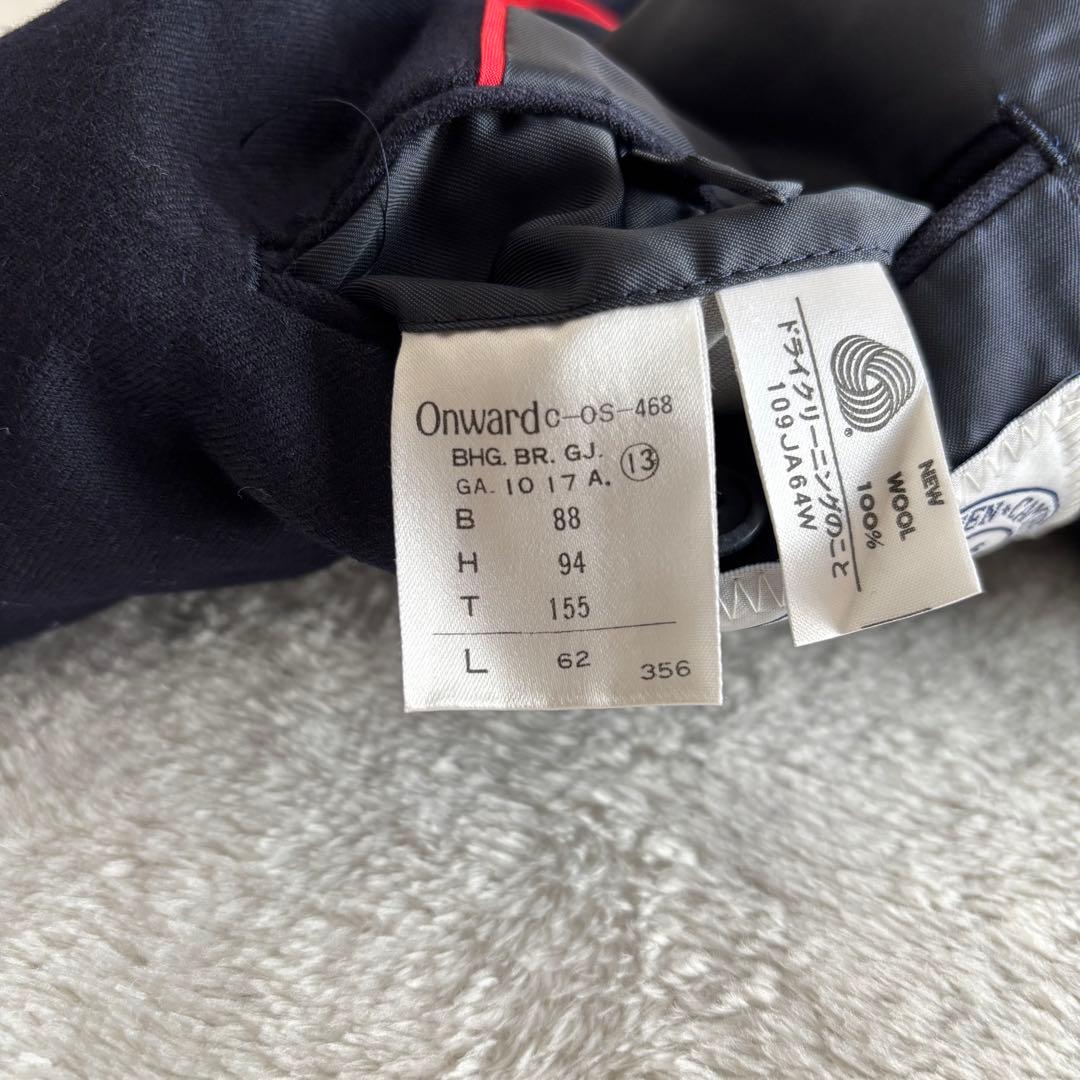 Onward C-OS-468
BHG. BR. GJ. ⑬
GA. 10 17 A.
B 88
H 94
T 155
L 62
356
®
NEW
WOOL
100%
ドライクリーニングのこと
109JA64W